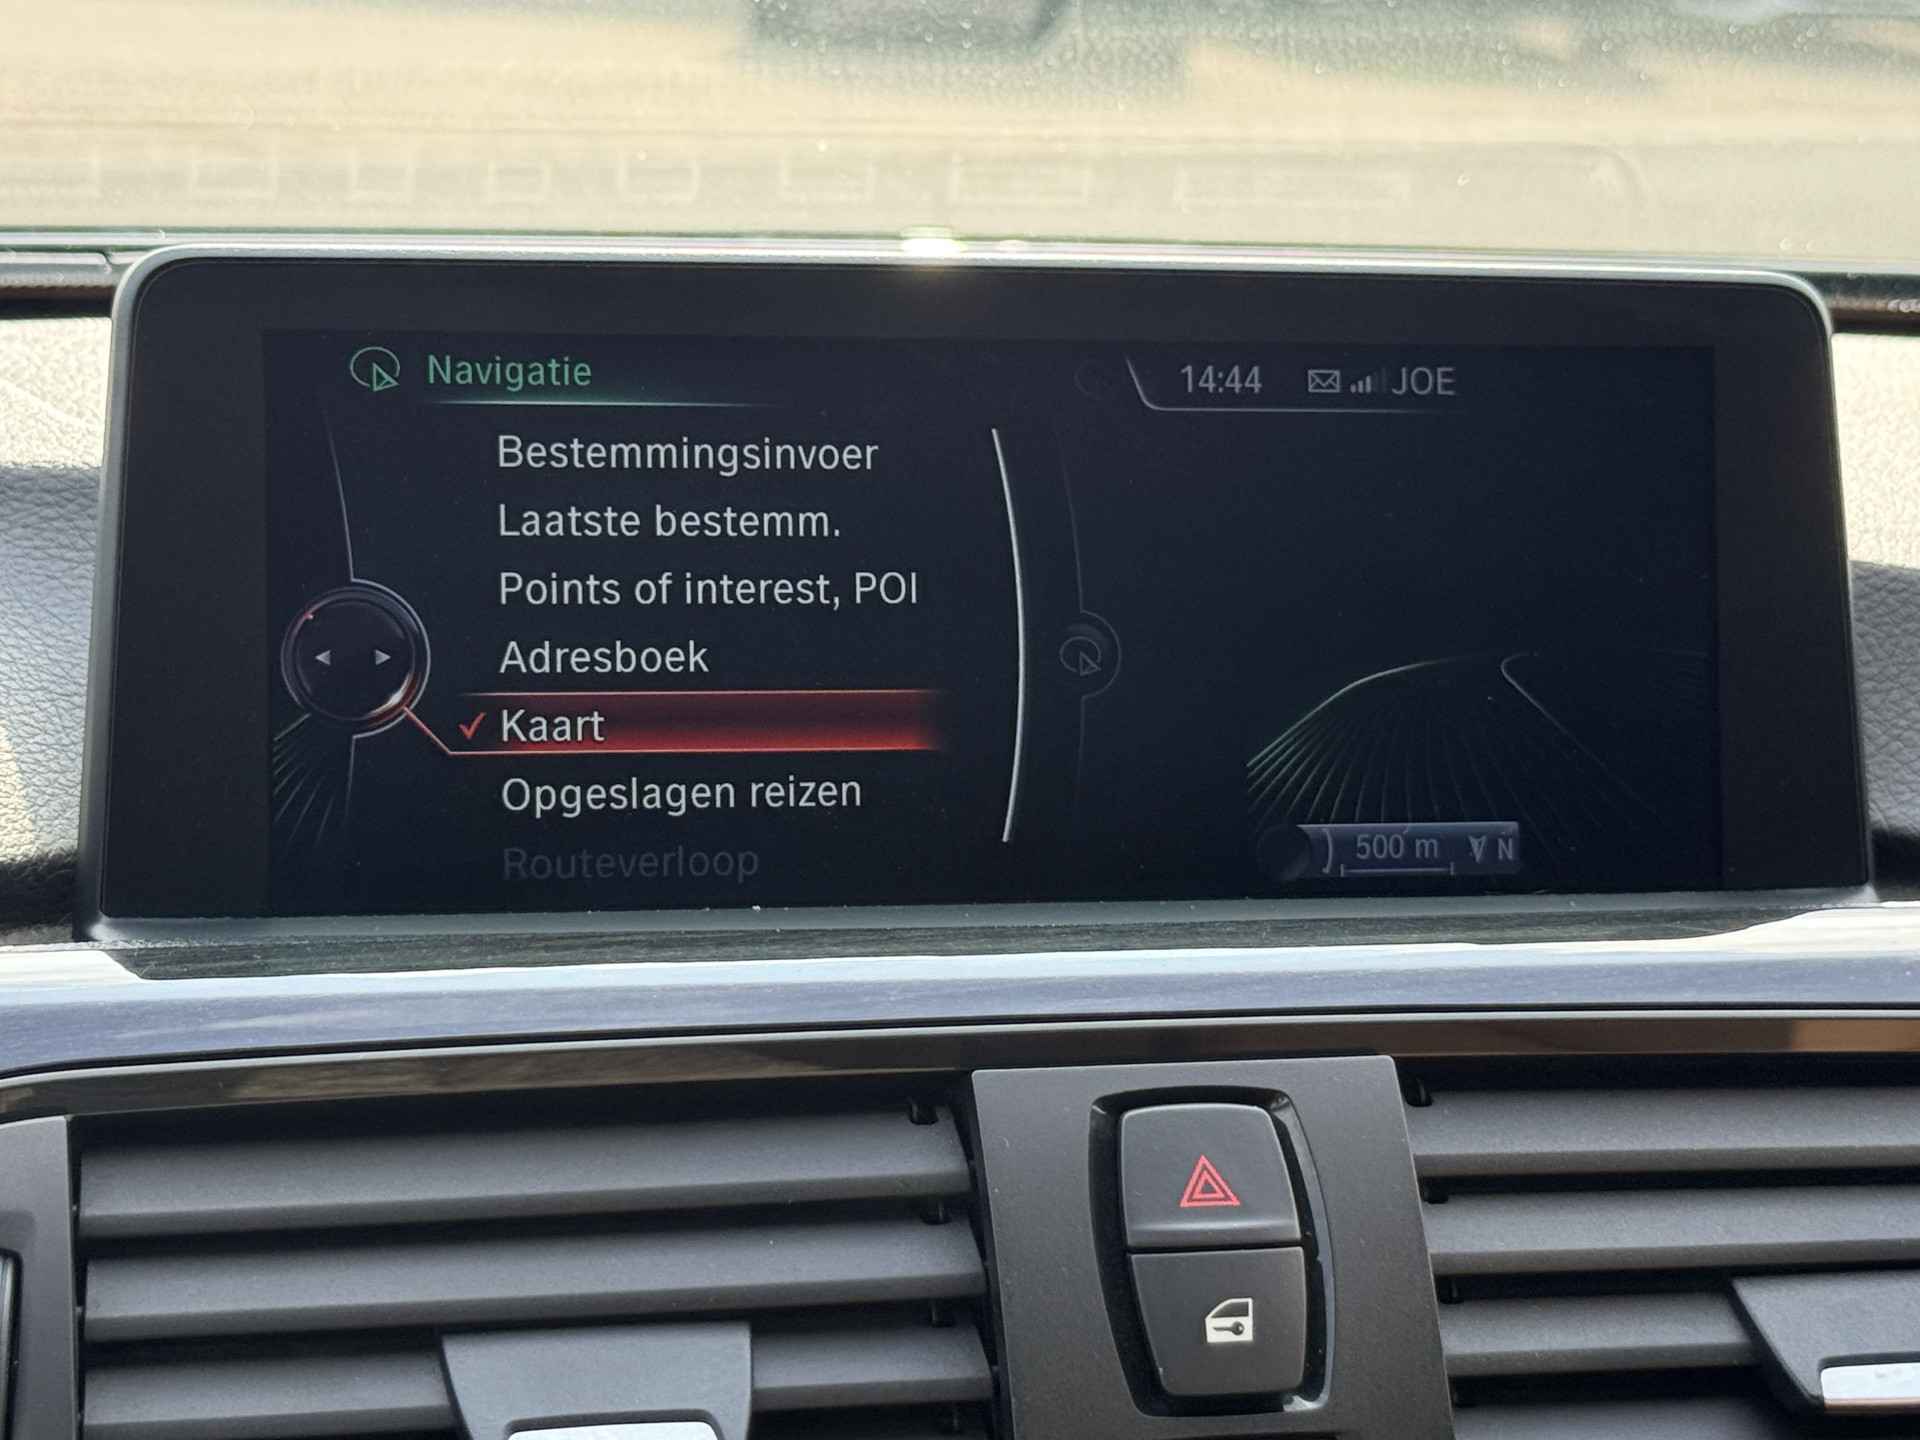 Navigatie
14:44 JOE
Bestemmingsinvoer
Laatste bestemm.
Points of interest, POI
Adresboek
✓ Kaart
Opgeslagen reizen
Routeverloop
500 m N